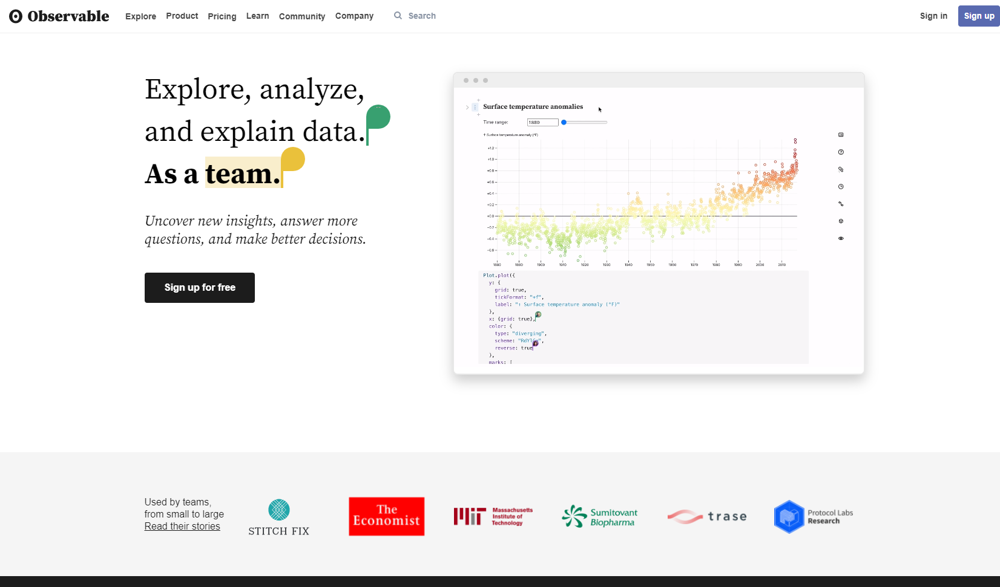 Observable
Explore Product Pricing Learn Community Company Search
Sign in Sign up
Explore, analyze,
and explain data.
As a team.
Uncover new insights, answer more
questions, and make better decisions.
Sign up for free
Surface temperature anomalies
Time range: 1880
↑ Surface temperature anomaly (°F)
+1.2
+1.0
+0.8
+0.6
+0.4
+0.2
+0.0
−0.2
−0.4
−0.6
1880 1890 1900 1910 1920 1930 1940 1950 1960 1970 1980 1990 2000 2010
Plot.plot({
y: {
grid: true,
tickFormat: "+f",
label: "↑ Surface temperature anomaly (°F)"
},
x: {grid: true},
color: {
type: "diverging",
scheme: ",
reverse: true
},
marks: [
Used by teams,
from small to large
Read their stories
STITCH FIX
The
Economist
MIT
Massachusetts
Institute of
Technology
Sumitovant
Biopharma
trase
Protocol Labs
Research